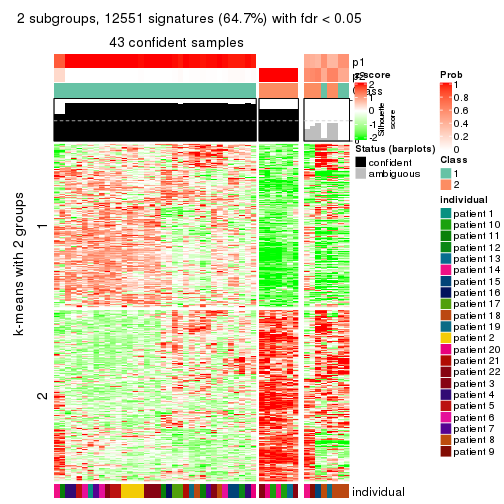 2 subgroups, 12551 signatures (64.7%) with fdr < 0.05
43 confident samples
p1
p2
Class
z-score
2
1
0
-1
-2
Silhouette
score
Status (barplots)
confident
ambiguous
Prob
1
0.8
0.6
0.4
0.2
0
Class
1
2
individual
patient 1
patient 10
patient 11
patient 12
patient 13
patient 14
patient 15
patient 16
patient 17
patient 18
patient 19
patient 2
patient 20
patient 21
patient 22
patient 3
patient 4
patient 5
patient 6
patient 7
patient 8
patient 9
k-means with 2 groups
1
2
individual